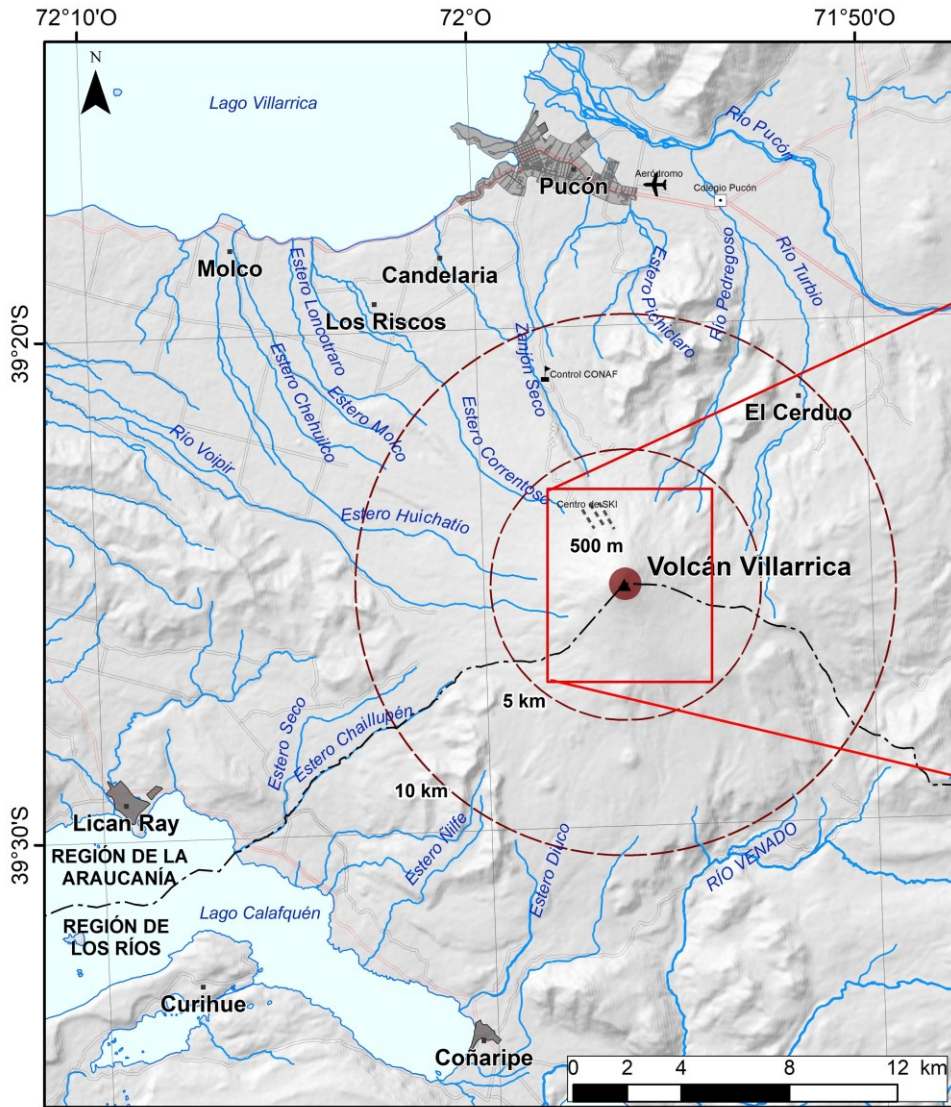 72°10'O
72°O
71°50'O
N
Lago Villarrica
Río Pucón
Aeródromo
Pucón
Colegio Pucón
Molco
Candelaria
Los Riscos
Estero Loncotraro
Estero Chehuilco
Estero Molco
Zanjón Seco
Estero Pichiclaro
Río Pedregoso
Río Turbio
39°20'S
Control CONAF
El Cerduo
Río Voipir
Estero Correntoso
Estero Huichatio
Centro de SKI
500 m
Volcán Villarrica
5 km
10 km
Estero Seco
Estero Chaillupén
Lican Ray
39°30'S
REGIÓN DE LA
ARAUCANÍA
REGIÓN DE
LOS RÍOS
Estero Ñilfe
Estero Diuco
RÍO VENADO
Lago Calafquén
Curihue
Coñaripe
0 2 4 8 12 km